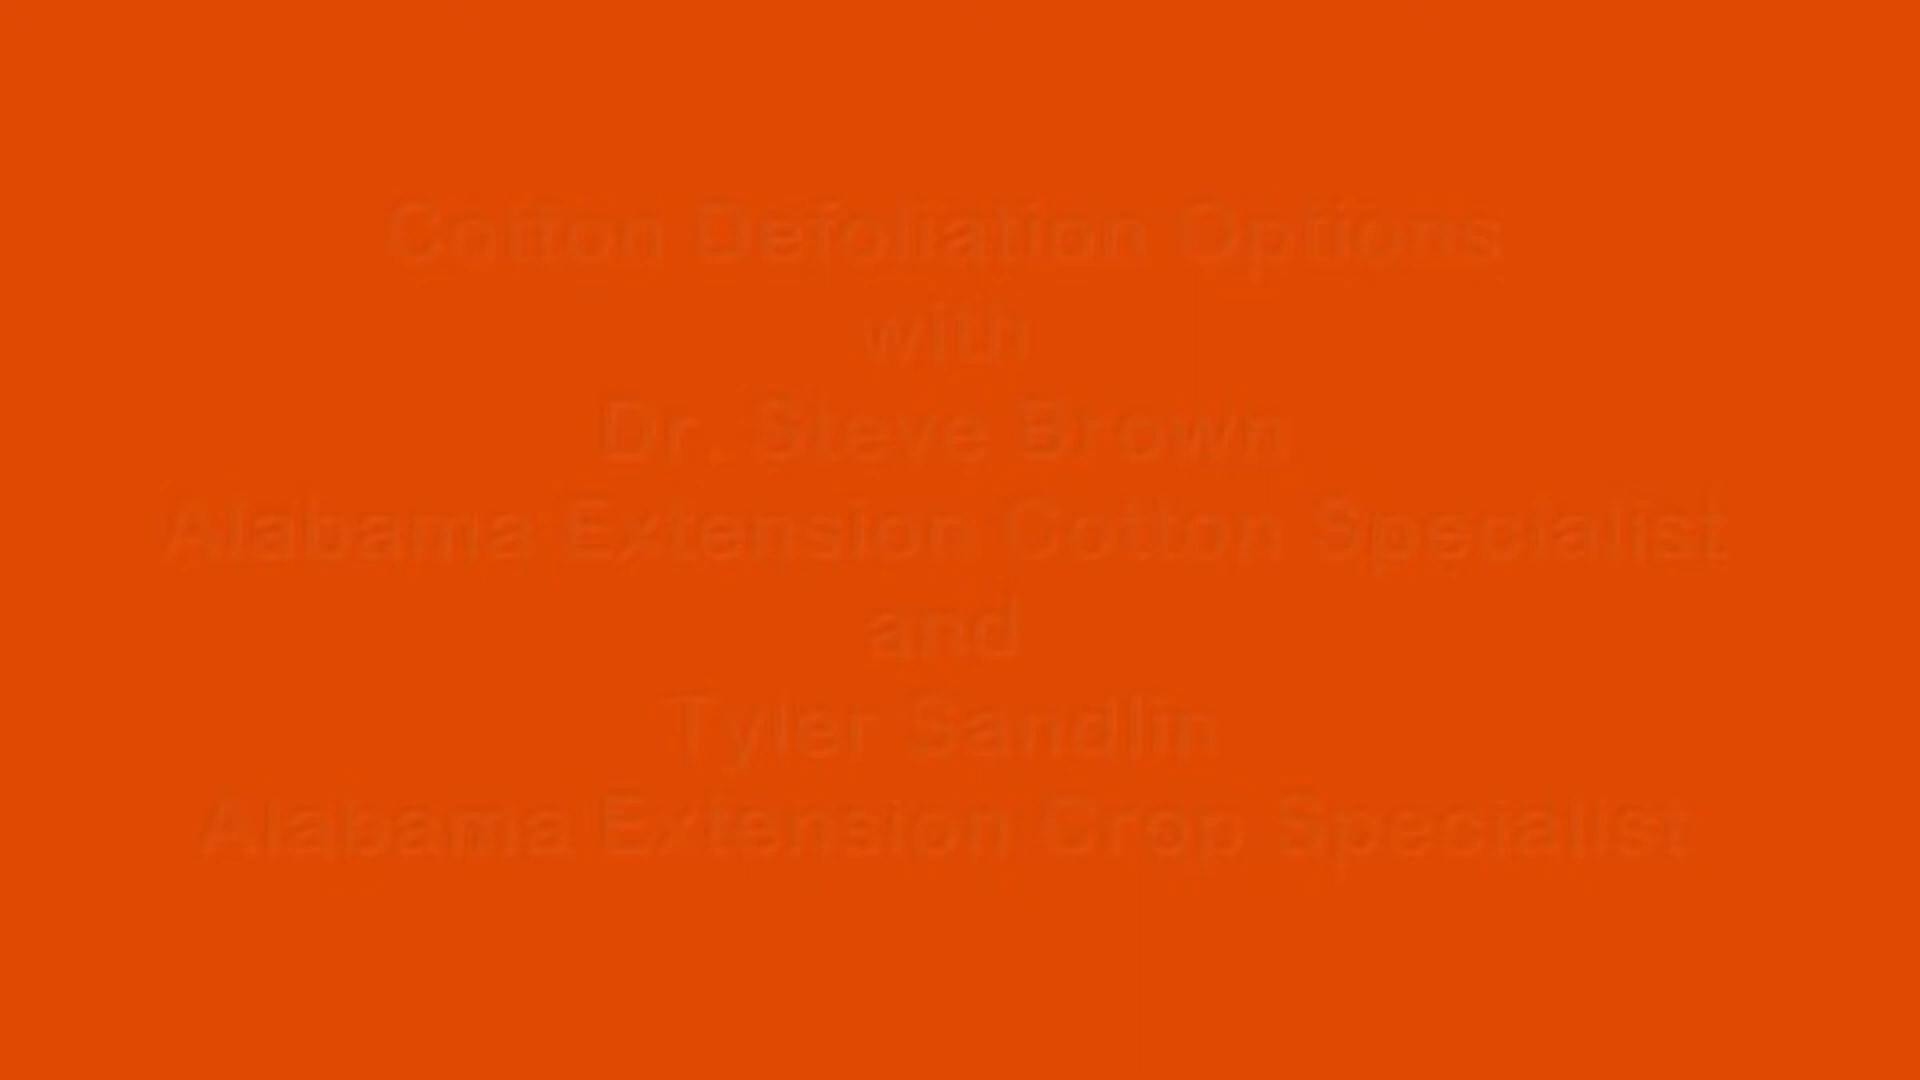 Cotton Defoliation Options
with
Dr. Steve Brown
Alabama Extension Cotton Specialist
and
Tyler Sandlin
Alabama Extension Crop Specialist